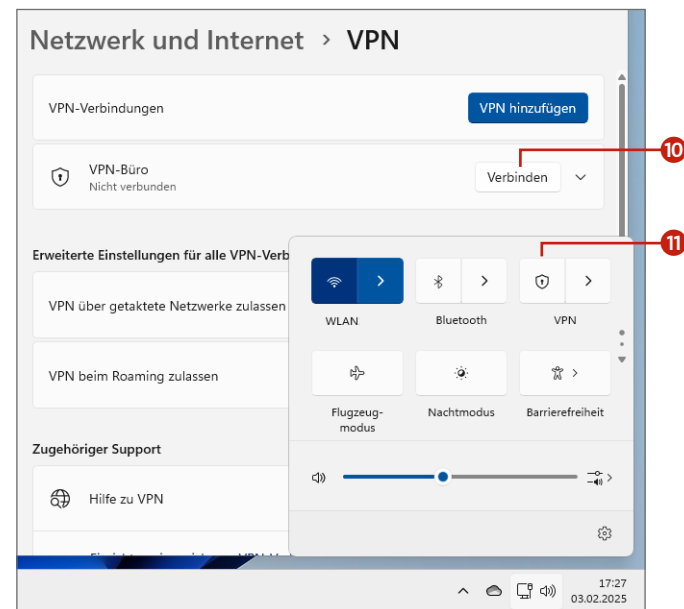 Netzwerk und Internet > VPN
VPN-Verbindungen
VPN hinzufügen
10
VPN-Büro
Nicht verbunden
Verbinden
11
Erweiterte Einstellungen für alle VPN-Verb
VPN über getaktete Netzwerke zulassen
WLAN
Bluetooth
VPN
VPN beim Roaming zulassen
Flugzeug-
modus
Nachtmodus
Barrierefreiheit
Zugehöriger Support
Hilfe zu VPN
17:27
03.02.2025